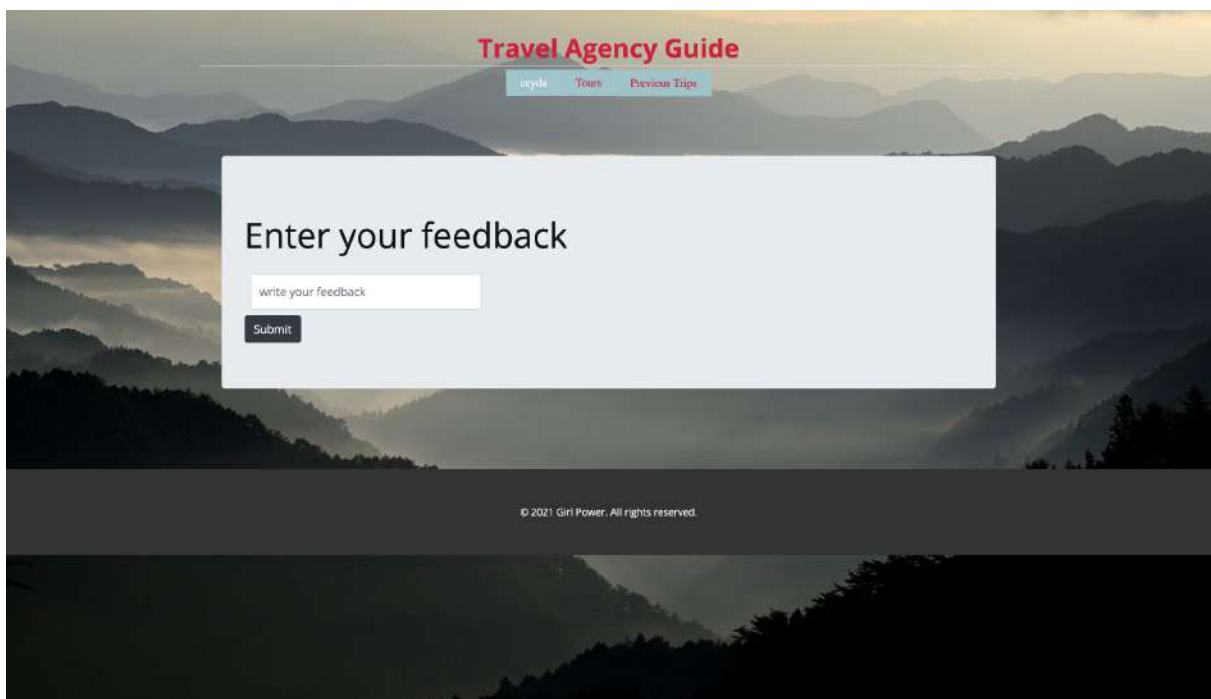 Travel Agency Guide
ceyda Tours Previous Trips
Enter your feedback
write your feedback
Submit
© 2021 Girl Power. All rights reserved.